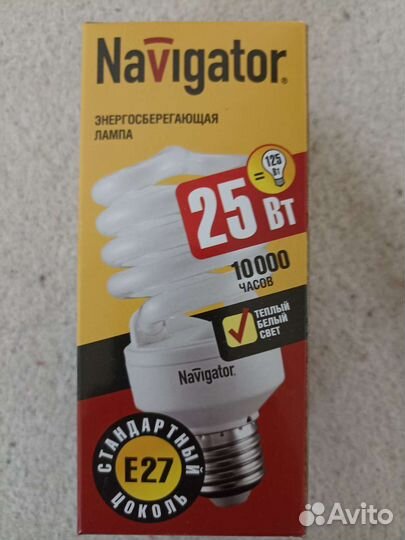 Navigator®
ЭНЕРГОСБЕРЕГАЮЩАЯ
ЛАМПА
= 125
Вт
25 Вт
10000
ЧАСОВ
ТЕПЛЫЙ
БЕЛЫЙ
СВЕТ
Navigator
СТАНДАРТНЫЙ
E27
ЦОКОЛЬ
Avito